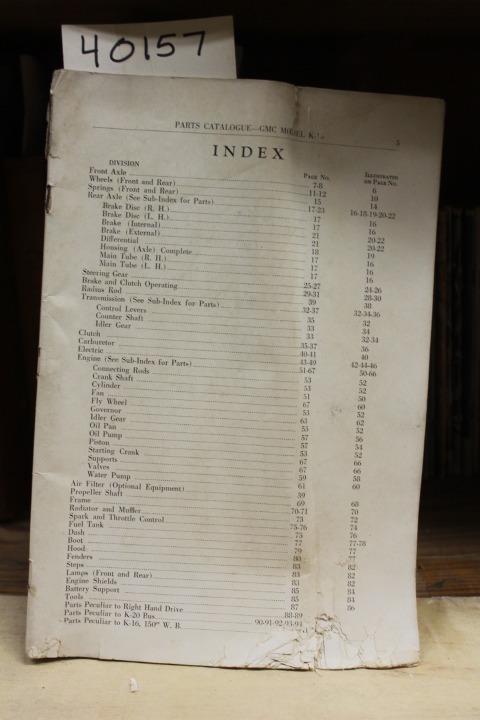 40157
PARTS CATALOGUE—GMC MODEL
5
INDEX
DIVISION Page No. Illustrated on Page No.
Front Axle 7-8 6
Wheels (Front and Rear) 11-12 10
Springs (Front and Rear) 15 14
Rear Axle (See Sub-Index for Parts) 17-23 16-18-19-20-22
Brake Disc (R. H.) 17 16
Brake Disc (L. H.) 17 16
Brake (Internal) 21 20-22
Brake (External) 21 20-22
Differential 18 19
Housing (Axle) Complete 17 16
Main Tube (R. H.) 17 16
Main Tube (L. H.) 17 16
Steering Gear 25-27 24-26
Brake and Clutch Operating 29-31 28-30
Radius Rod 39 38
Transmission (See Sub-Index for Parts) 32-37 32-34-36
Control Levers 35 32
Counter Shaft 33 34
Idler Gear 33 32-34
Clutch 35-37 36
Carburetor 40-41 40
Electric 43-49 42-44-46
Engine (See Sub-Index for Parts) 51-67 50-66
Connecting Rods 53 52
Crank Shaft 53 52
Cylinder 51 50
Fan 67 60
Fly Wheel 53 52
Governor 63 62
Idler Gear 53 52
Oil Pan 57 56
Oil Pump 57 54
Piston 53 52
Starting Crank 67 66
Supports 67 66
Valves 59 58
Water Pump 61 60
Air Filter (Optional Equipment) 39
Propeller Shaft 69 68
Frame 70-71 70
Radiator and Muffler 73 72
Spark and Throttle Control 75-76 74
Fuel Tank 75 76
Dash 77 77-78
Boot 79 77
Hood 80 77
Fenders 83 82
Steps 83 82
Lamps (Front and Rear) 83 82
Engine Shields 85 84
Battery Support 85 84
Tools 87 86
Parts Peculiar to Right Hand Drive 88-89
Parts Peculiar to K-20 Bus 90-91-92-93-94
Parts Peculiar to K-16, 150" W. B.